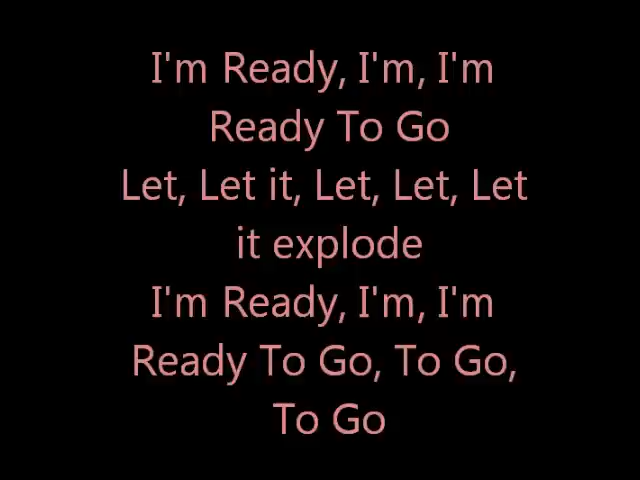 I'm Ready, I'm, I'm
Ready To Go
Let, Let it, Let, Let, Let
it explode
I'm Ready, I'm, I'm
Ready To Go, To Go,
To Go